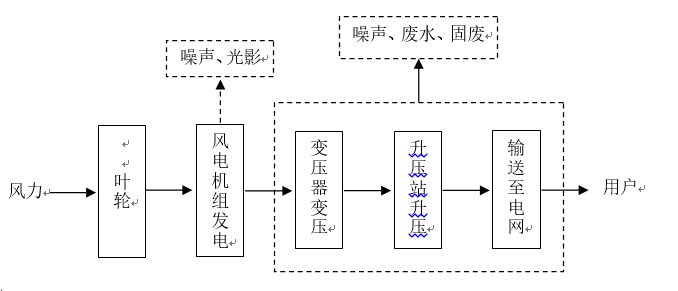 噪声、废水、固废
噪声、光影
风力
叶轮
风电机组发电
变压器变压
升压站升压
输送至电网
用户